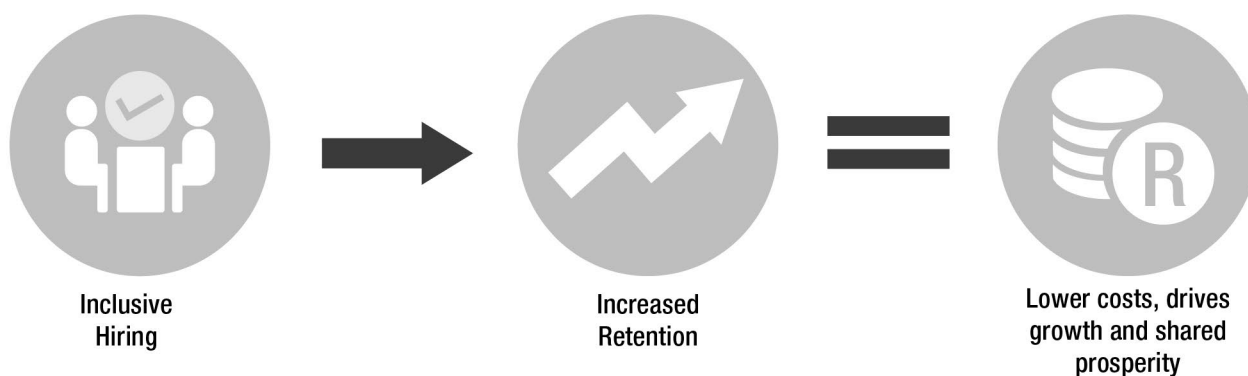 R
Inclusive
Hiring
Increased
Retention
Lower costs, drives
growth and shared
prosperity